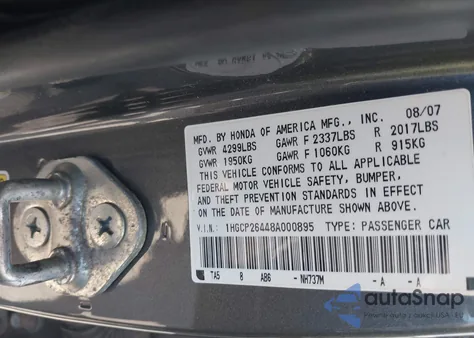 MFD. BY HONDA OF AMERICA MFG., INC. 08/07
GVWR 4299LBS GAWR F 2337LBS R 2017LBS
GVWR 1950KG GAWR F 1060KG R 915KG
THIS VEHICLE CONFORMS TO ALL APPLICABLE
FEDERAL MOTOR VEHICLE SAFETY, BUMPER,
AND THEFT PREVENTION STANDARDS IN EFFECT
ON THE DATE OF MANUFACTURE SHOWN ABOVE.
V.I.N.: 1HGCP26448A000895 TYPE: PASSENGER CAR
TA5 0 AB6 -NH737M -A -A
autoSnap